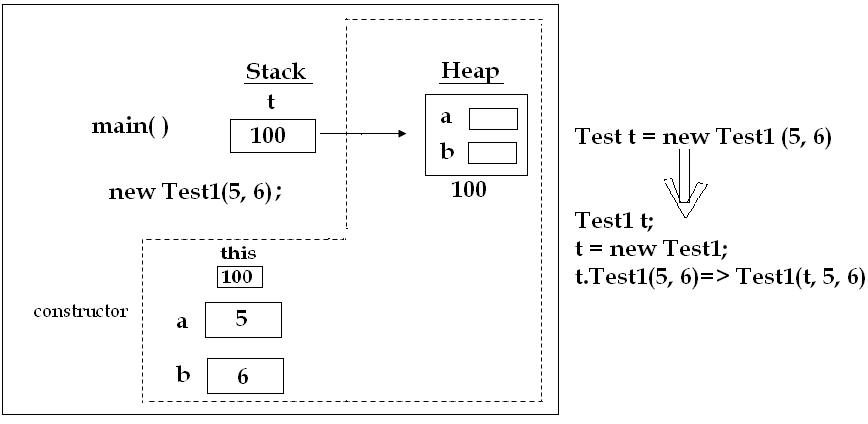 Stack
Heap
t
main( )
100
a
b
100
new Test1(5, 6);
this
100
constructor
a
5
b
6
Test t = new Test1 (5, 6)
Test1 t;
t = new Test1;
t.Test1(5, 6)=> Test1(t, 5, 6)